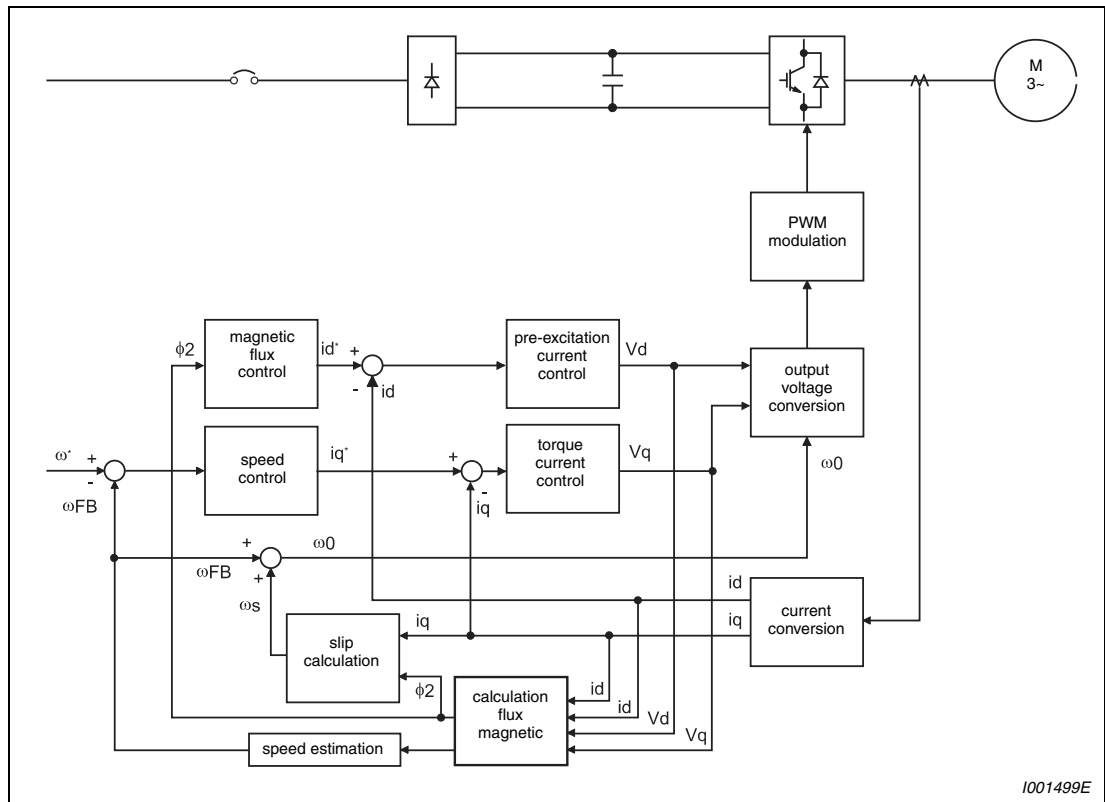 M
3~
PWM
modulation
magnetic
flux
control
ϕ2
id*
+
-
id
pre-excitation
current
control
Vd
output
voltage
conversion
ω*
+
-
ωFB
speed
control
iq*
+
-
iq
torque
current
control
Vq
ω0
+
ωFB
+
ω0
ωs
id
iq
current
conversion
slip
calculation
iq
ϕ2
calculation
flux
magnetic
id
id
Vd
Vq
speed estimation
I001499E